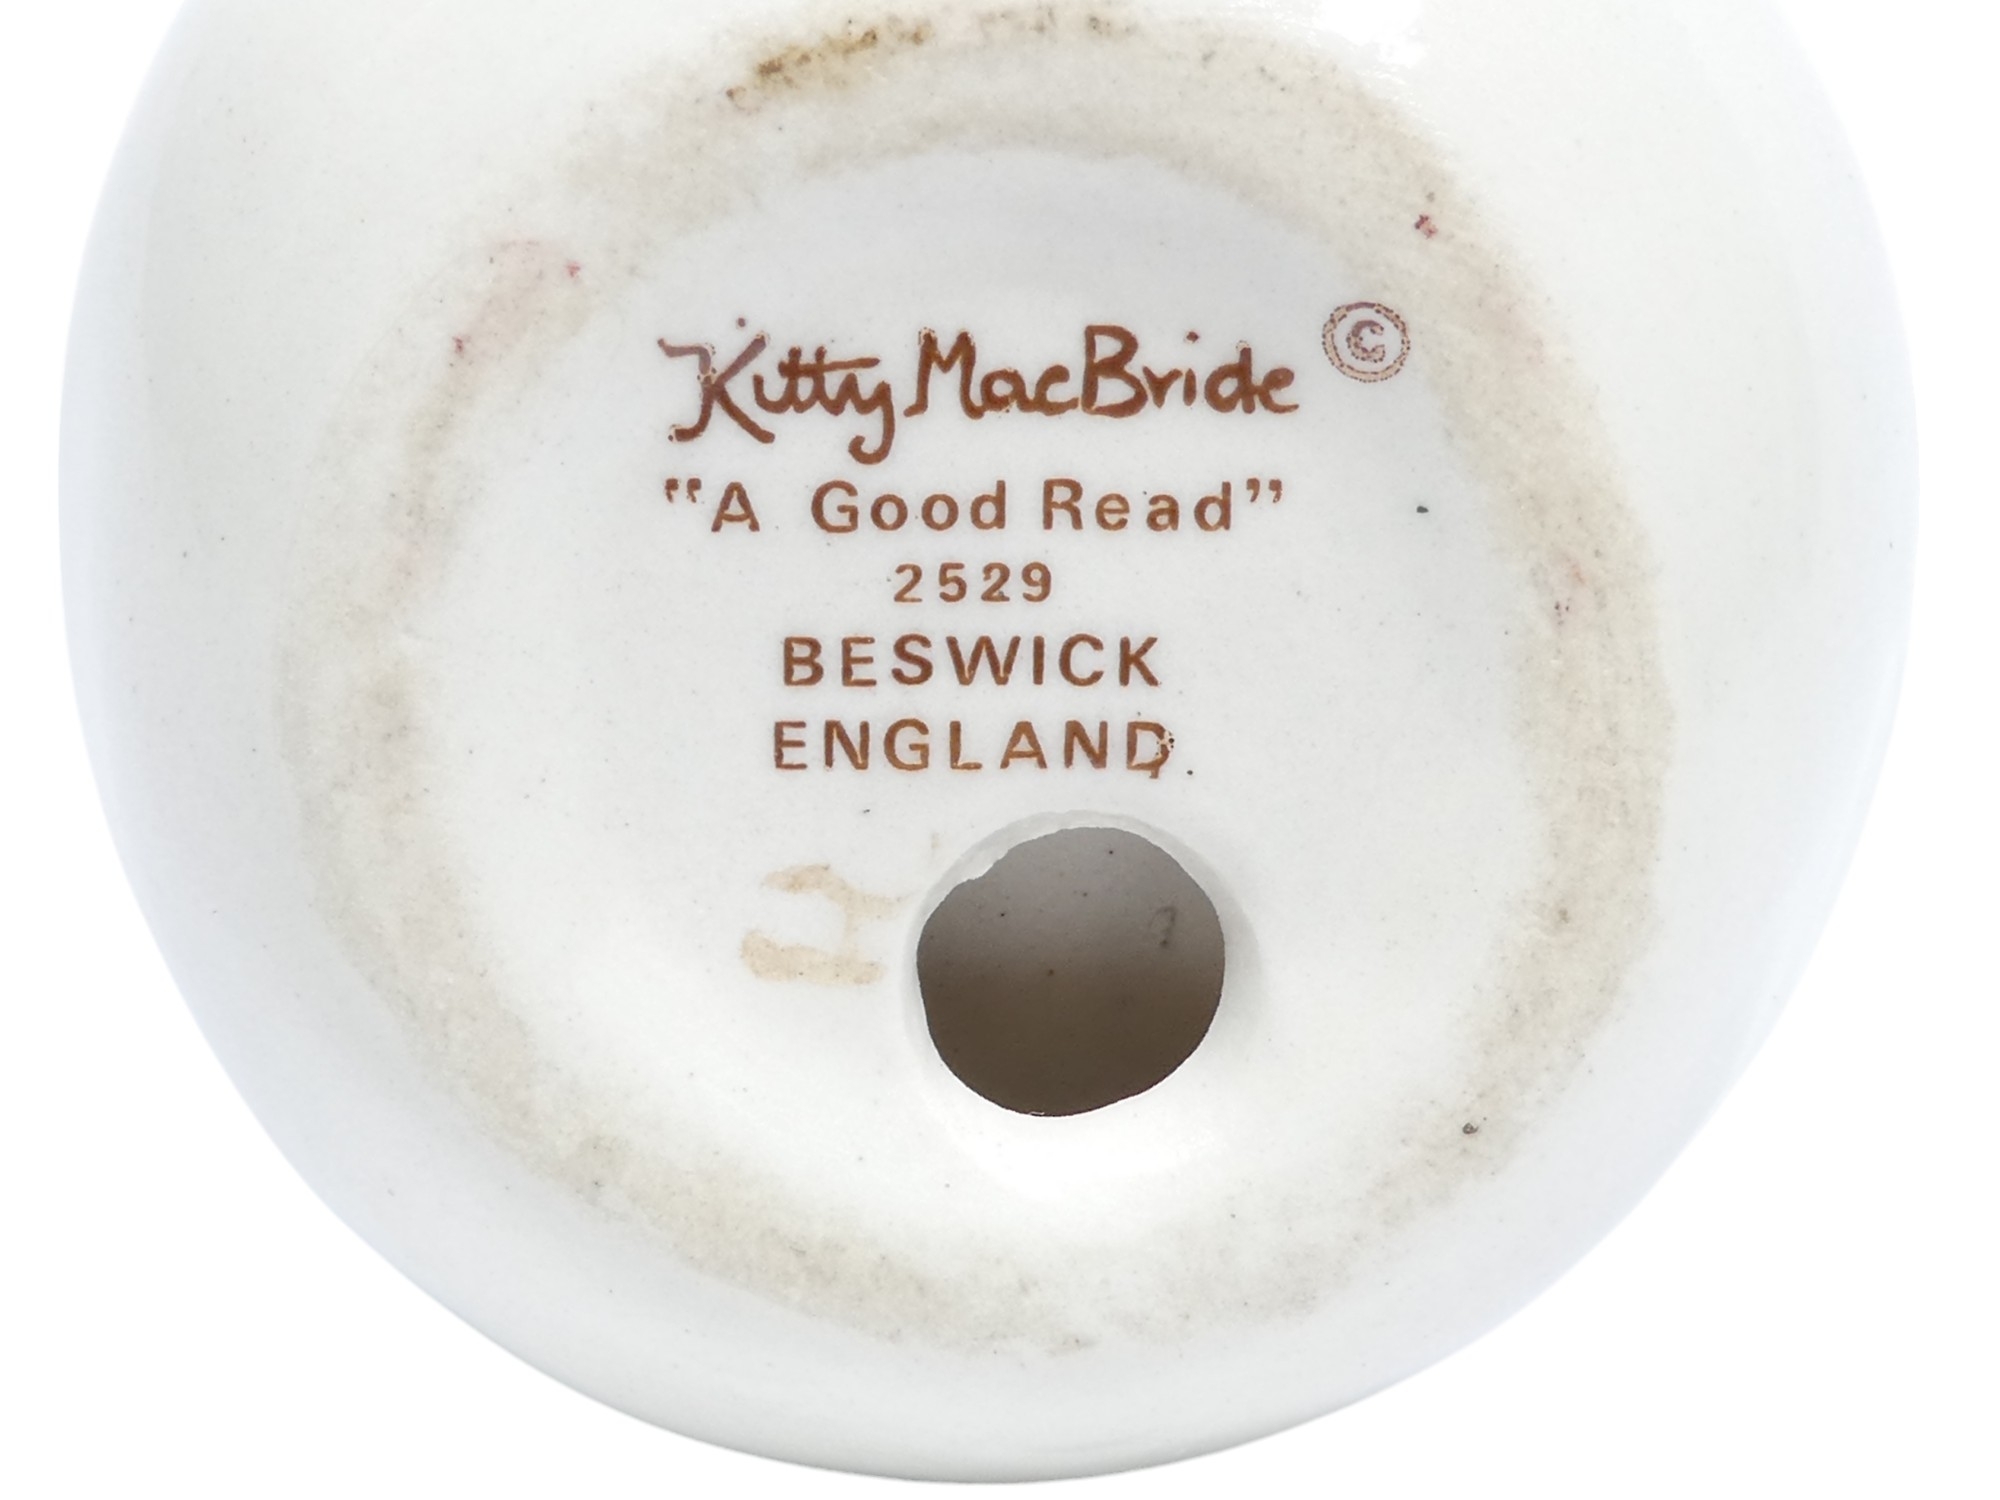 Kitty MacBride ©
"A Good Read"
2529
BESWICK
ENGLAND
H